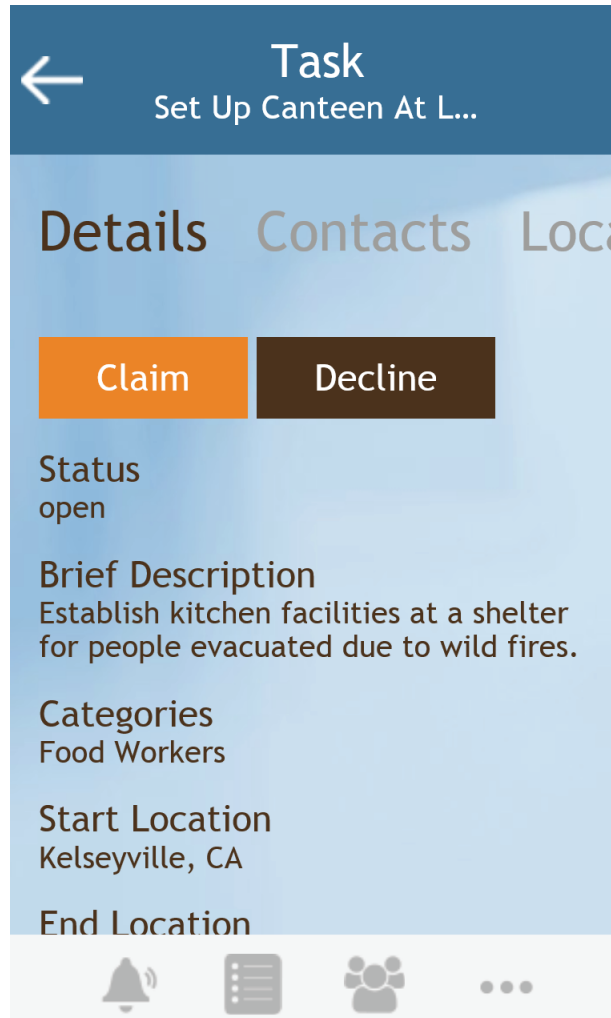 Task
Set Up Canteen At L...
Details Contacts Loca
Claim Decline
Status
open
Brief Description
Establish kitchen facilities at a shelter
for people evacuated due to wild fires.
Categories
Food Workers
Start Location
Kelseyville, CA
End Location